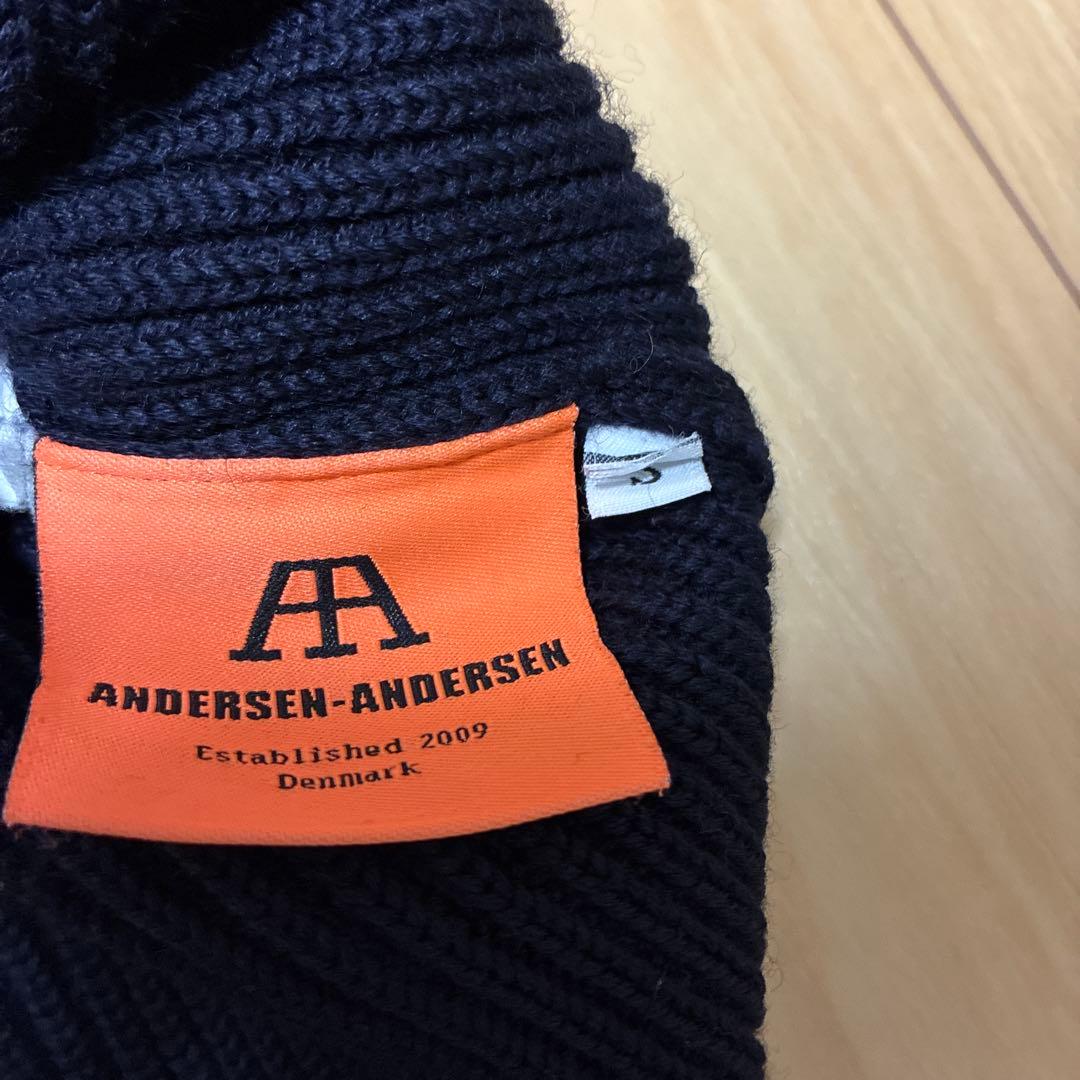 AA
ANDERSEN-ANDERSEN
Established 2009
Denmark